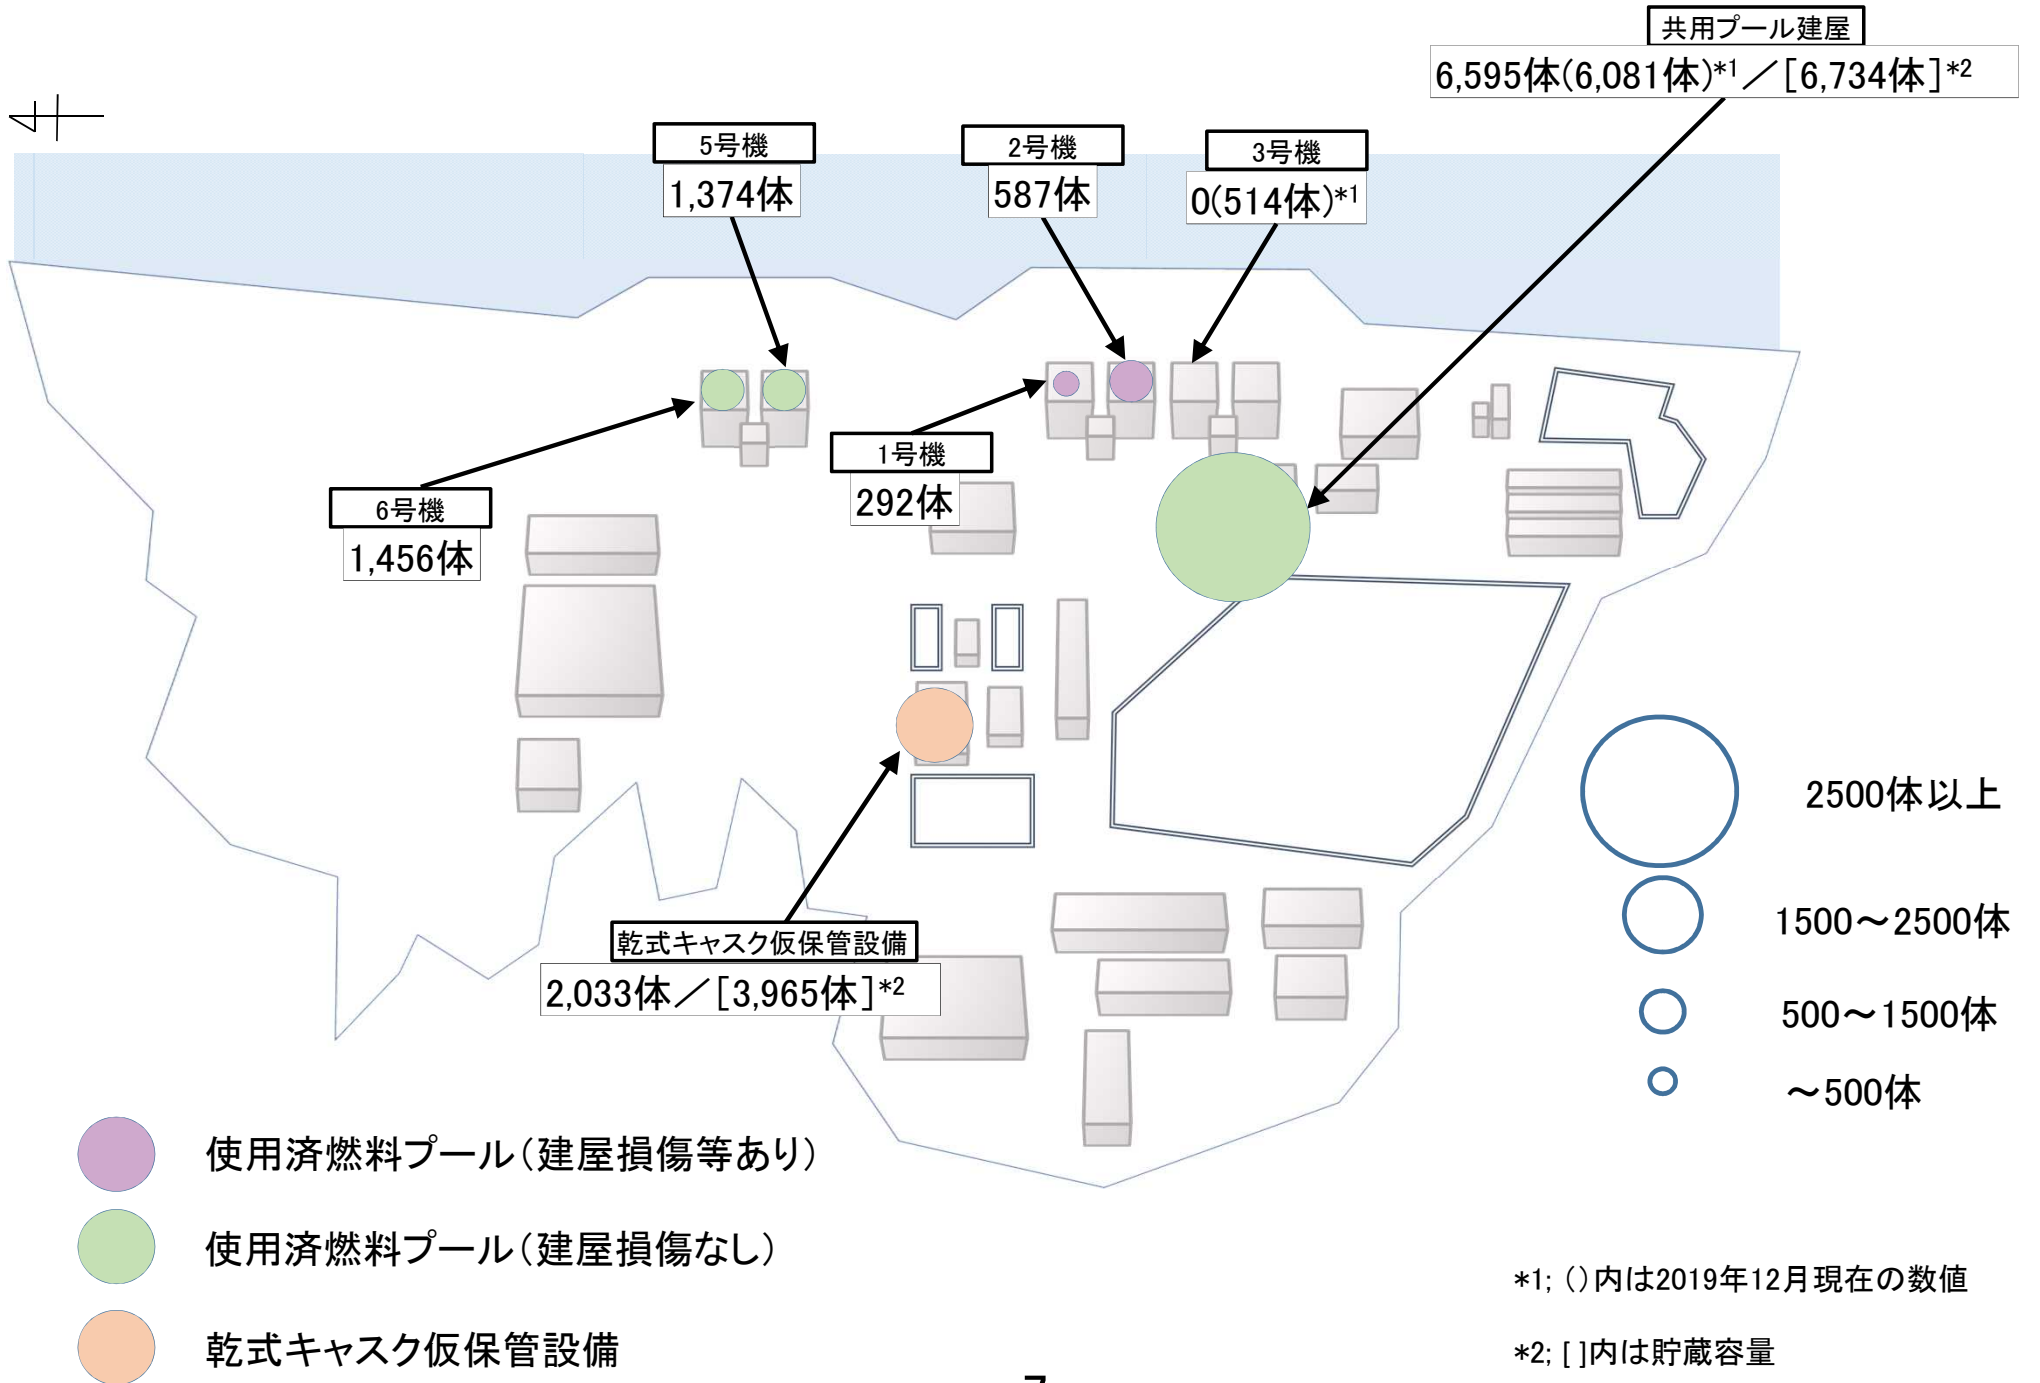 共用プール建屋
6,595体(6,081体)*1／[6,734体]*2
5号機
1,374体
2号機
587体
3号機
0(514体)*1
1号機
292体
6号機
1,456体
乾式キャスク仮保管設備
2,033体／[3,965体]*2
2500体以上
1500～2500体
500～1500体
～500体
使用済燃料プール（建屋損傷等あり）
使用済燃料プール（建屋損傷なし）
乾式キャスク仮保管設備
*1; （）内は2019年12月現在の数値
*2; [ ]内は貯蔵容量